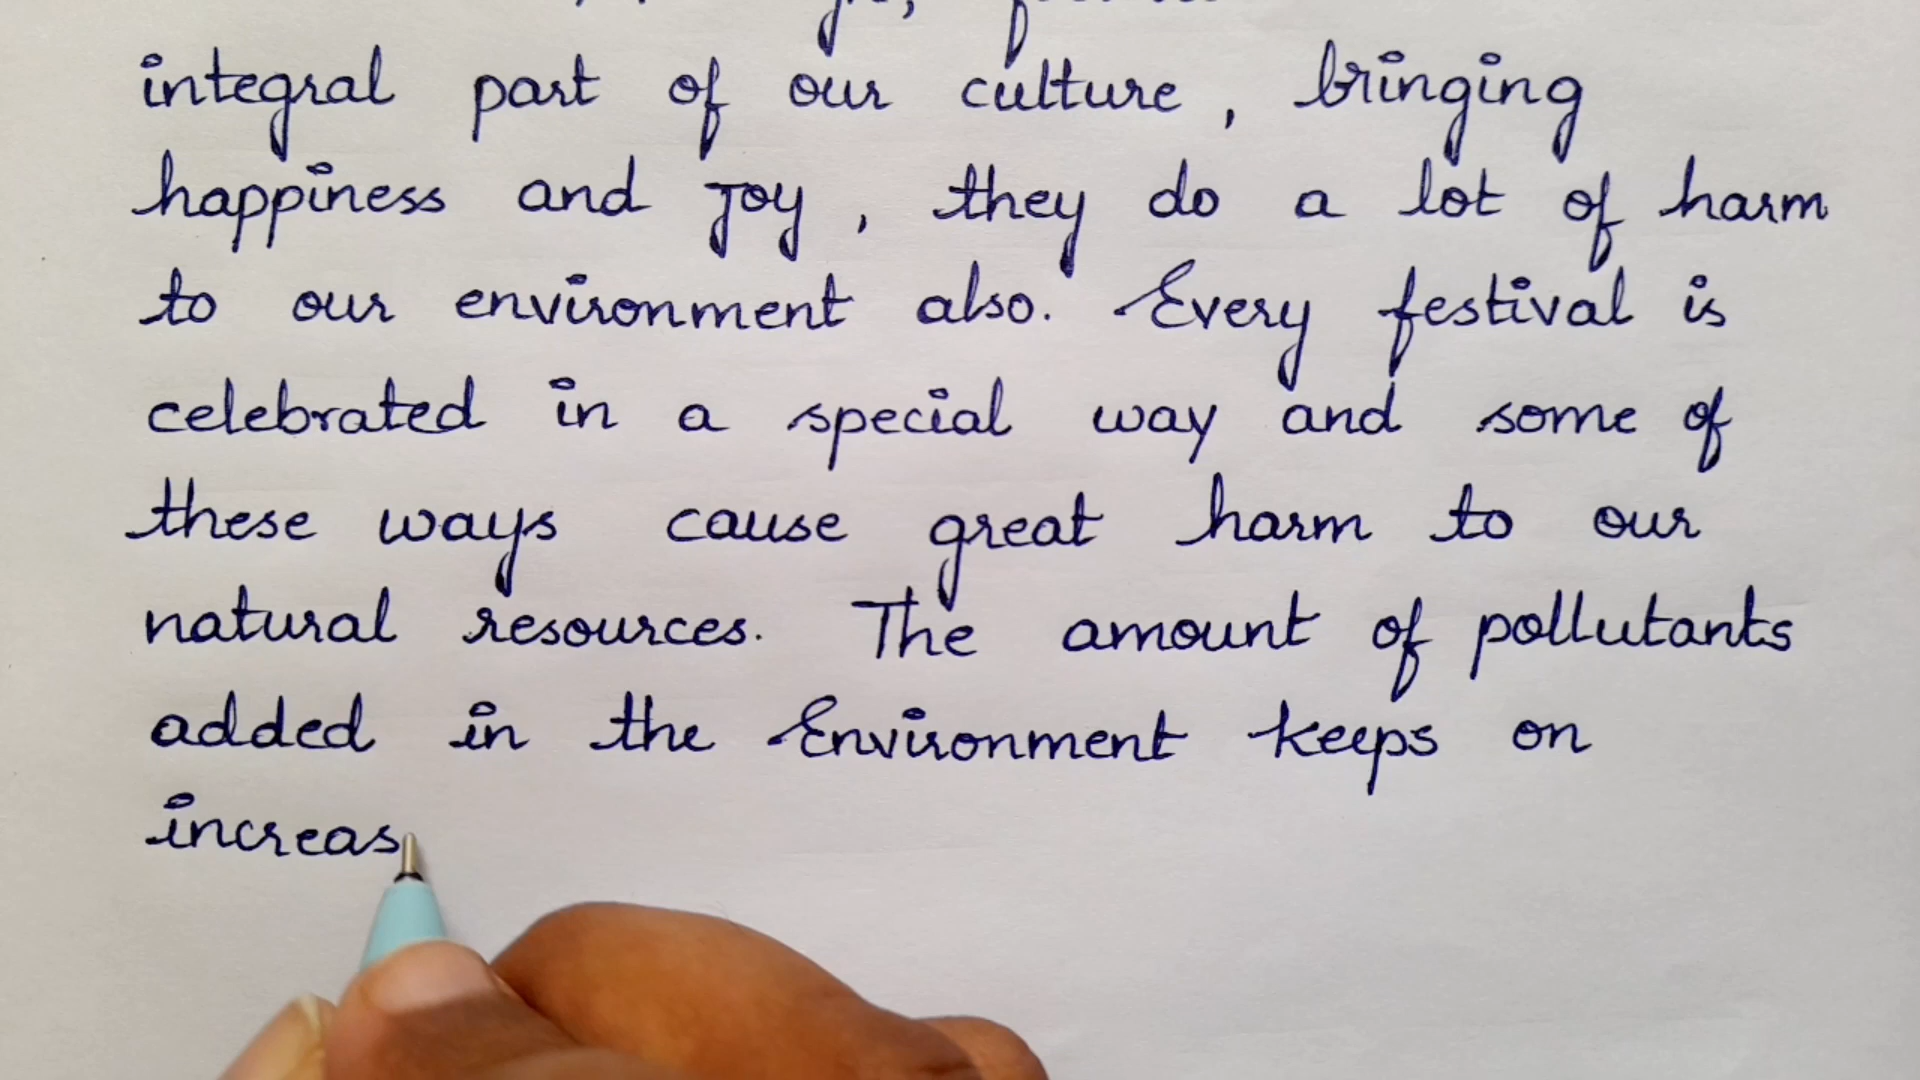 integral part of our culture, bringing
happiness and Joy, they do a lot of harm
to our environment also. Every festival is
celebrated in a special way and some of
these ways cause great harm to our
natural resources. The amount of pollutants
added in the Environment keeps on
increas